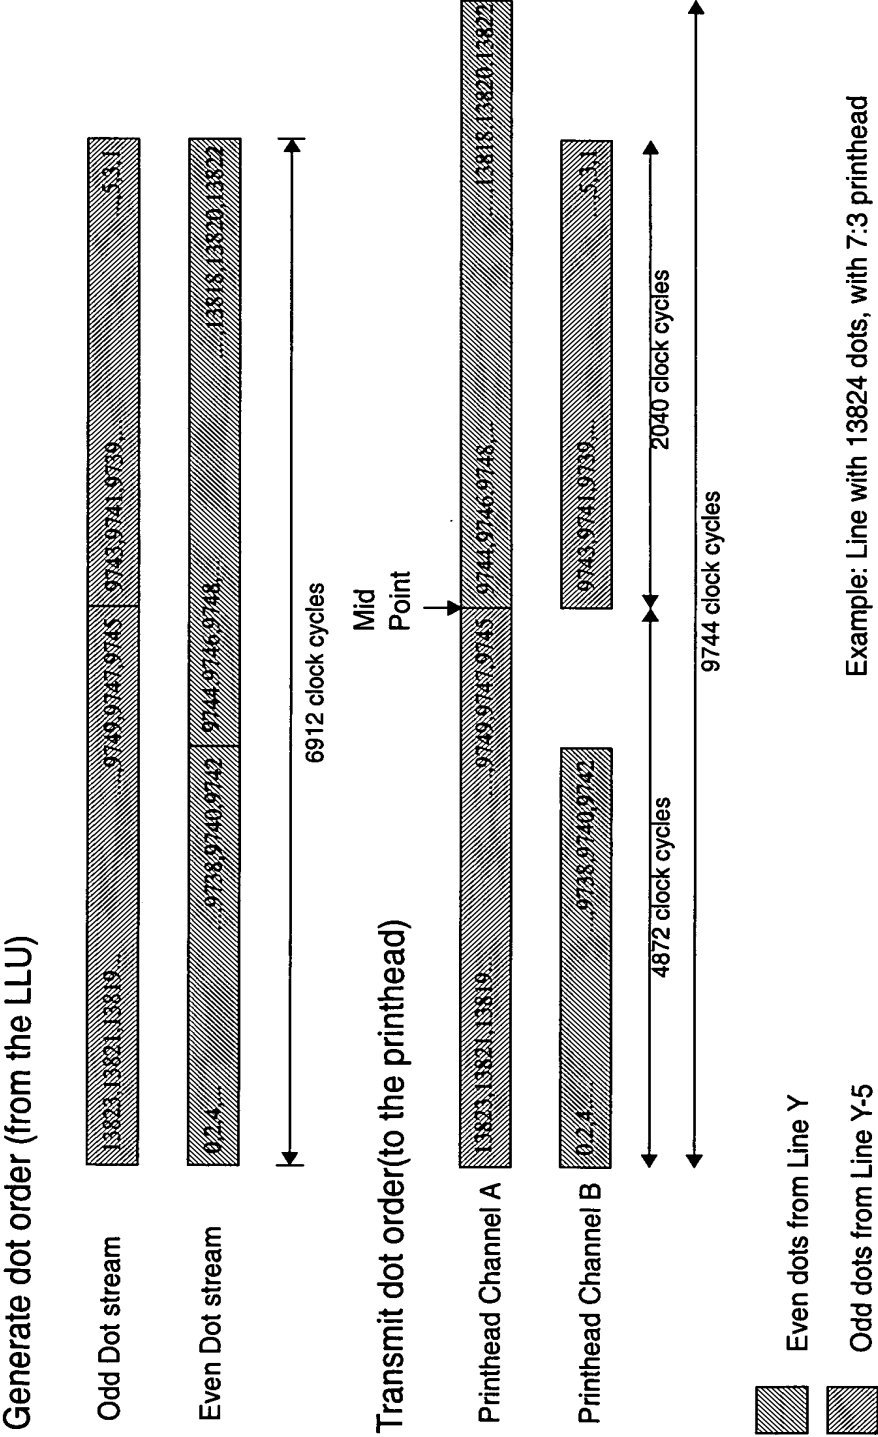 Generate dot order (from the LLU)
Odd Dot stream
13823,13821,13819...
....,9749,9747,9745
9743,9741,9739,...
...,5,3,1
Even Dot stream
0,2,4,...
....9738,9740,9742
9744,9746,9748,...
....,13818,13820,13822
6912 clock cycles
Transmit dot order(to the printhead)
Mid
Point
Printhead Channel A
13823,13821,13819...
....,9749,9747,9745
9744,9746,9748,...
....,13818,13820,13822
Printhead Channel B
0,2,4.....
....9738,9740,9742
9743,9741,9739,...
...,5,3,1
4872 clock cycles
2040 clock cycles
9744 clock cycles
Even dots from Line Y
Odd dots from Line Y-5
Example: Line with 13824 dots, with 7:3 printhead